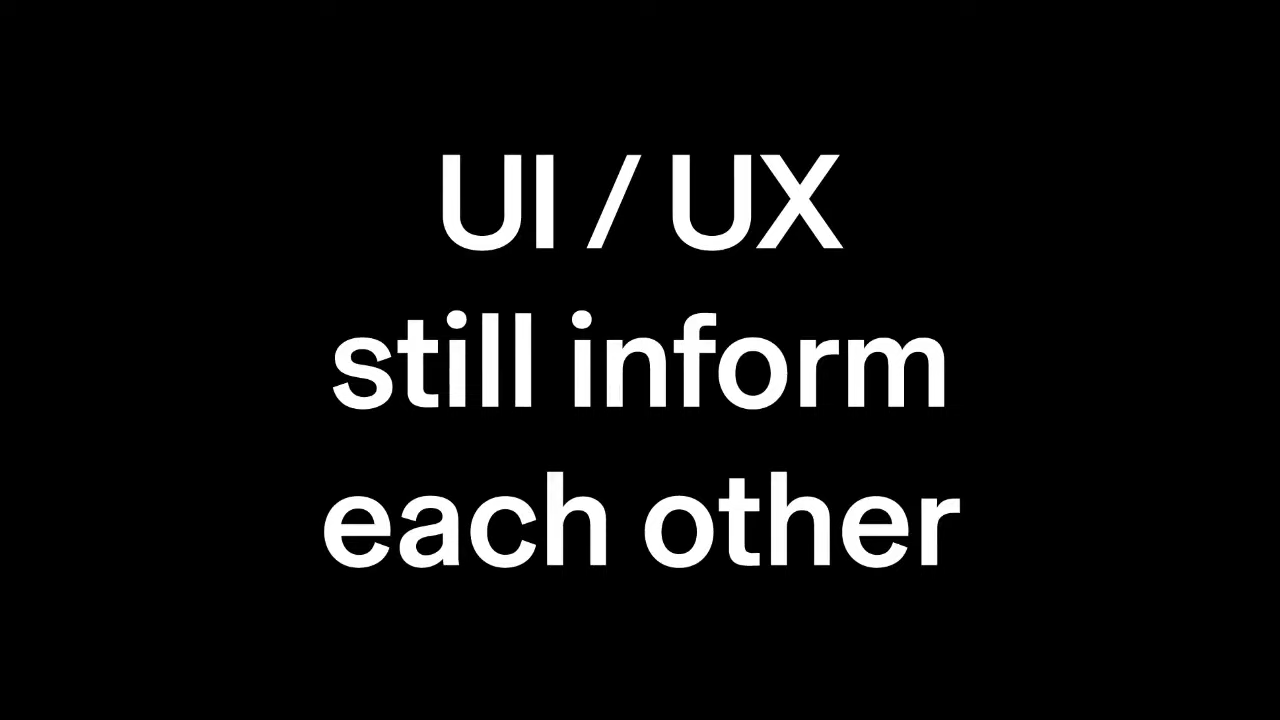 UI / UX
still inform
each other